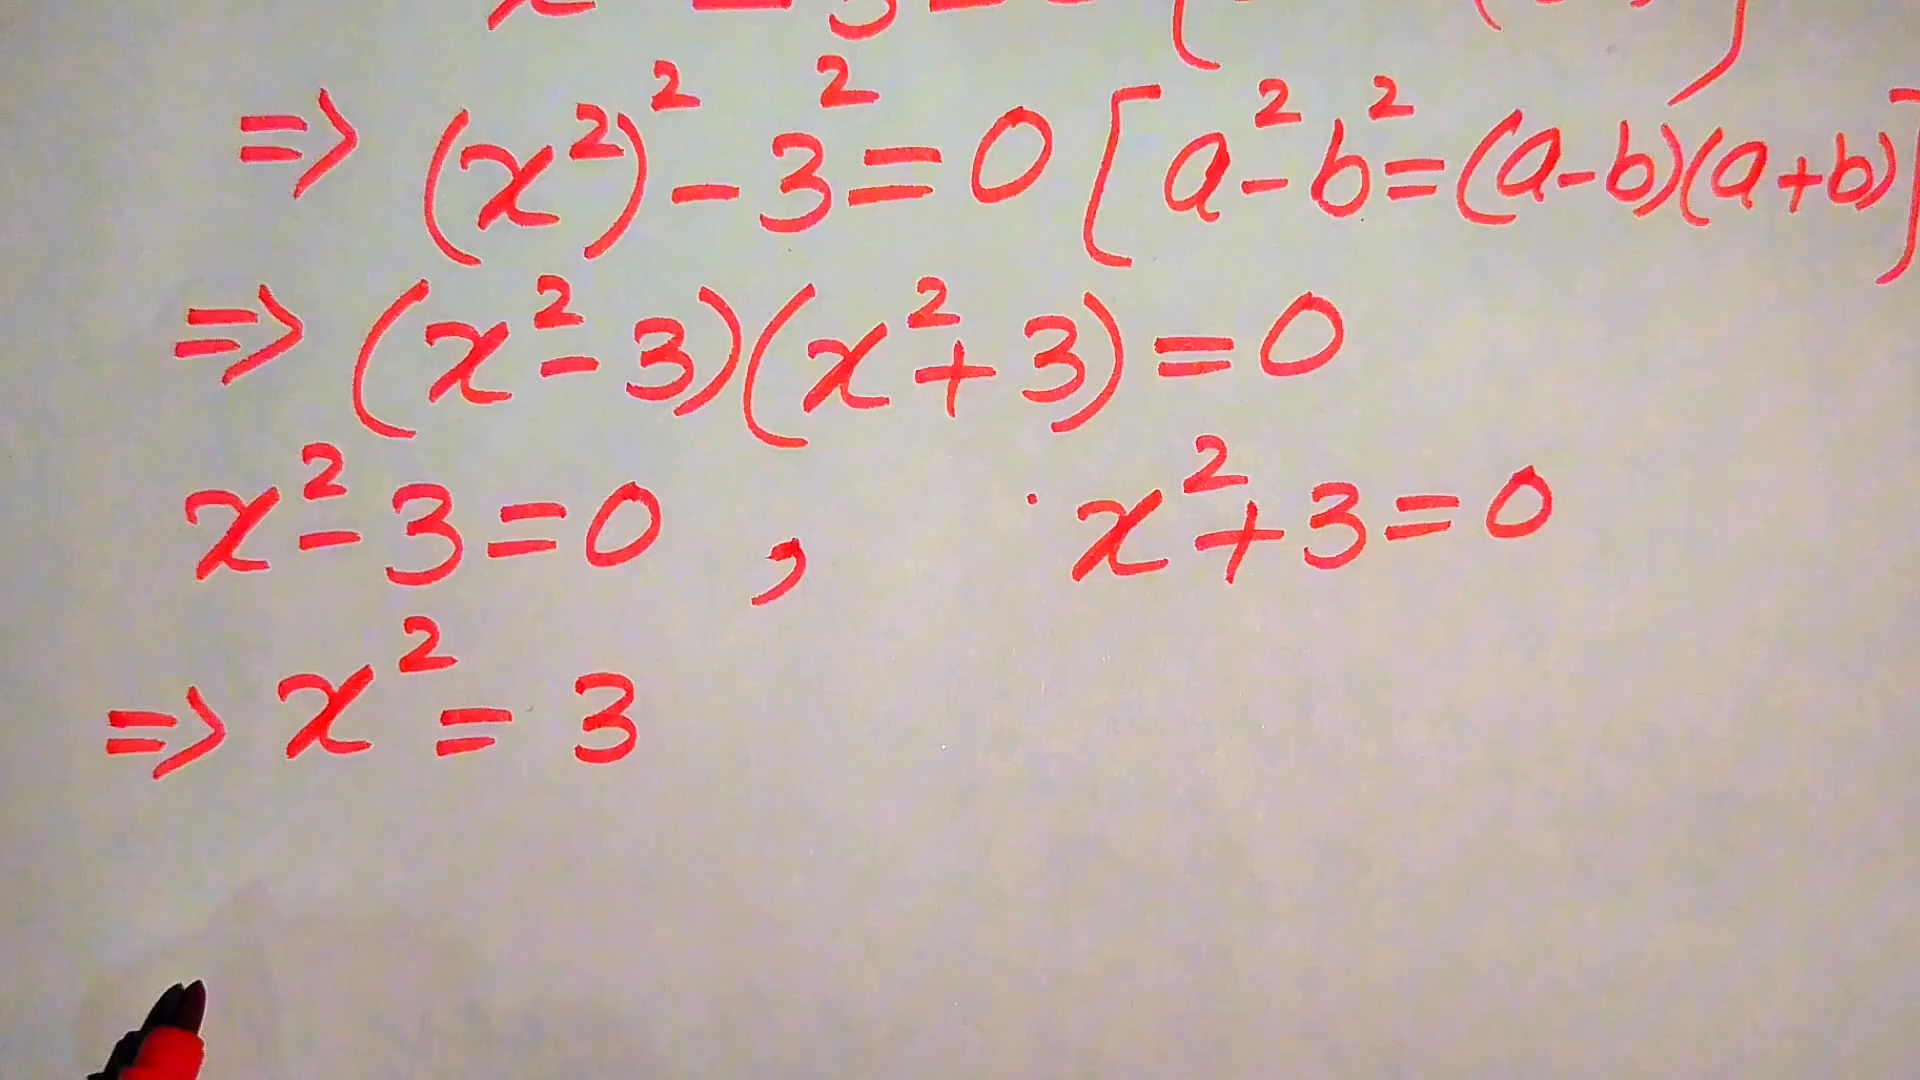 ⇒ (x²)² - 3² = 0 [a² - b² = (a-b)(a+b)]
⇒ (x² - 3)(x² + 3) = 0
x² - 3 = 0 , x² + 3 = 0
⇒ x² = 3